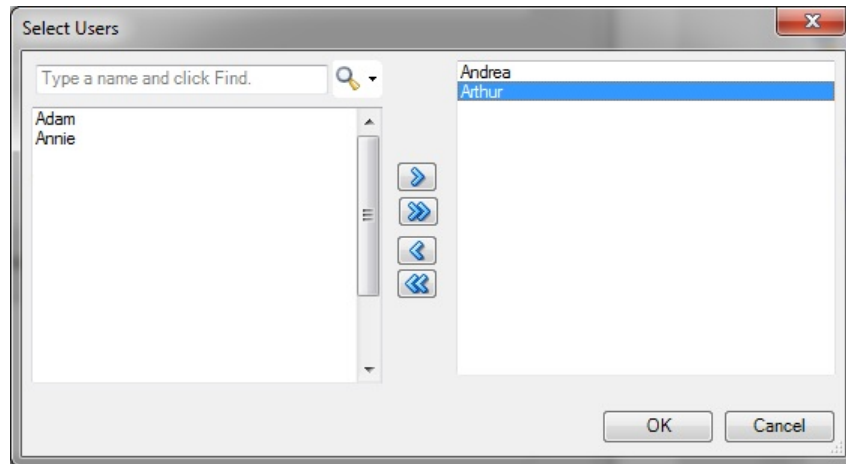 Select Users
Type a name and click Find.
Adam
Annie
Andrea
Arthur
OK
Cancel